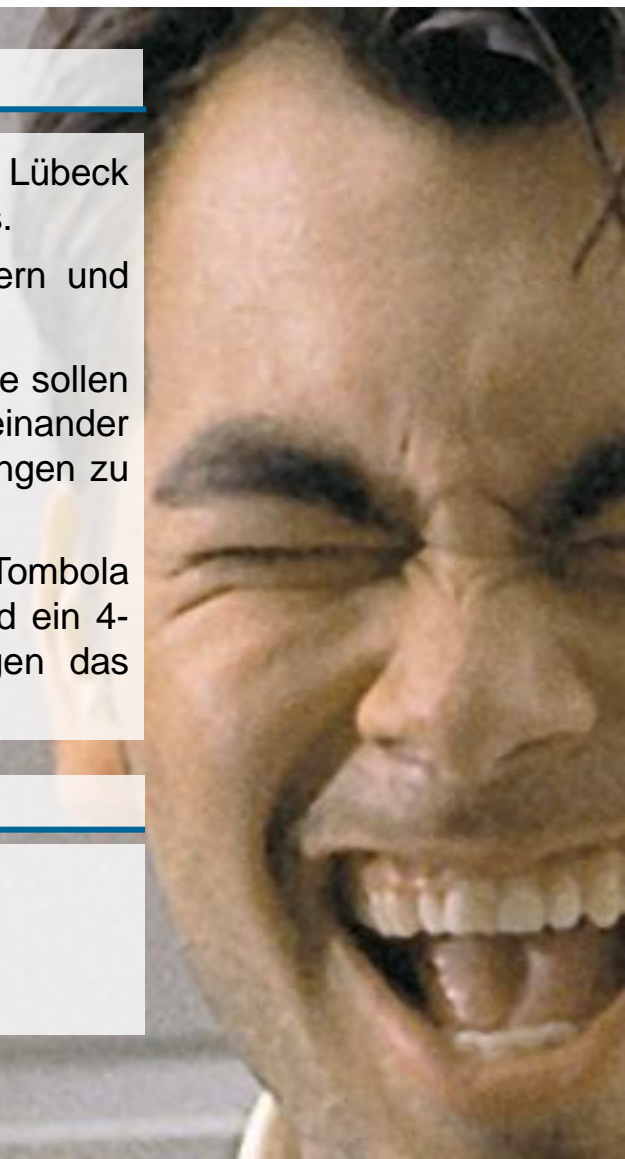 Lübeck
s.
ern und
e sollen
einander
ngen zu
Tombola
d ein 4-
gen das